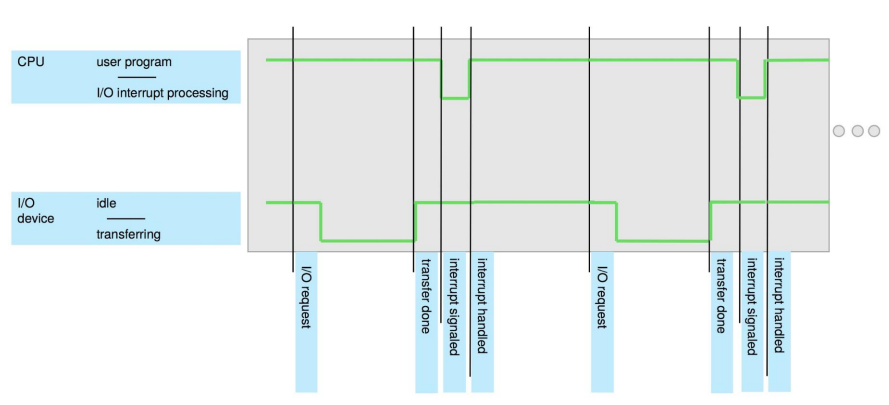 CPU
user program
I/O interrupt processing
I/O
device
idle
transferring
I/O request
transfer done
interrupt signaled
interrupt handled
I/O request
transfer done
interrupt signaled
interrupt handled